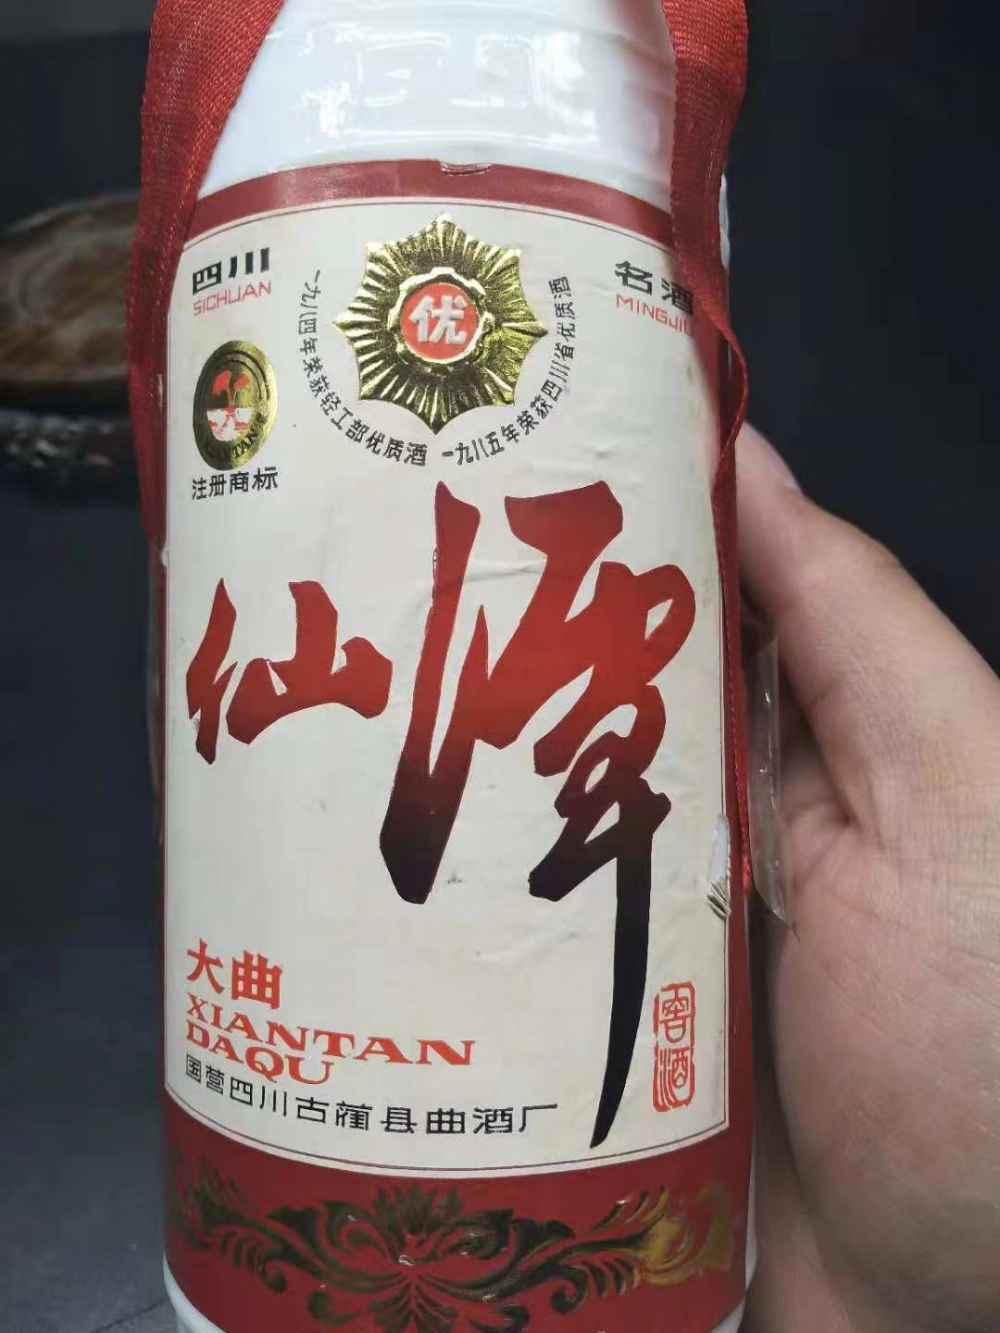 四川
SICHUAN
名酒
MINGJIU
优
一九八四年荣获轻工部优质酒
一九八五年荣获四川省优质酒
注册商标
仙潭
大曲
XIANTAN
DAQU
窖酒
国营四川古蔺县曲酒厂